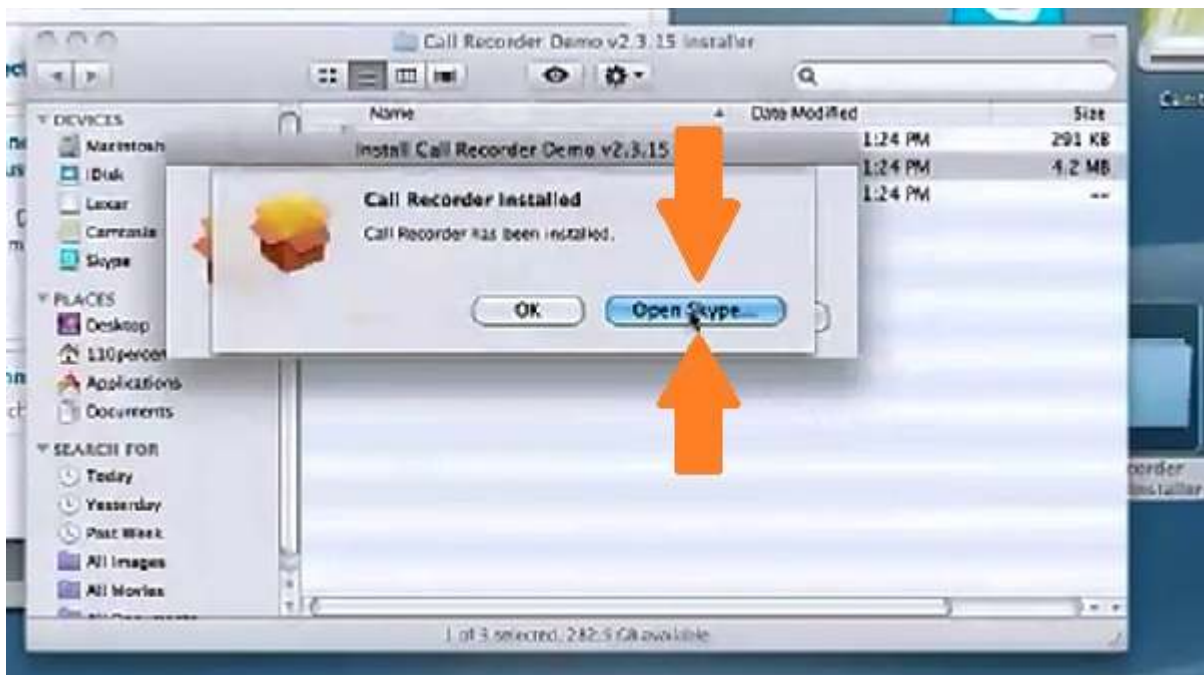 Call Recorder Demo v2.3.15 Installer
Name Date Modified Size
1:24 PM 291 KB
1:24 PM 4.2 MB
1:24 PM --
DEVICES
Macintosh
iDisk
Lexar
Camtasia
Skype
PLACES
Desktop
110percent
Applications
Documents
SEARCH FOR
Today
Yesterday
Past Week
All Images
All Movies
All Documents
Install Call Recorder Demo v2.3.15
Call Recorder Installed
Call Recorder has been installed.
OK Open Skype...
1 of 3 selected, 282.5 GB available